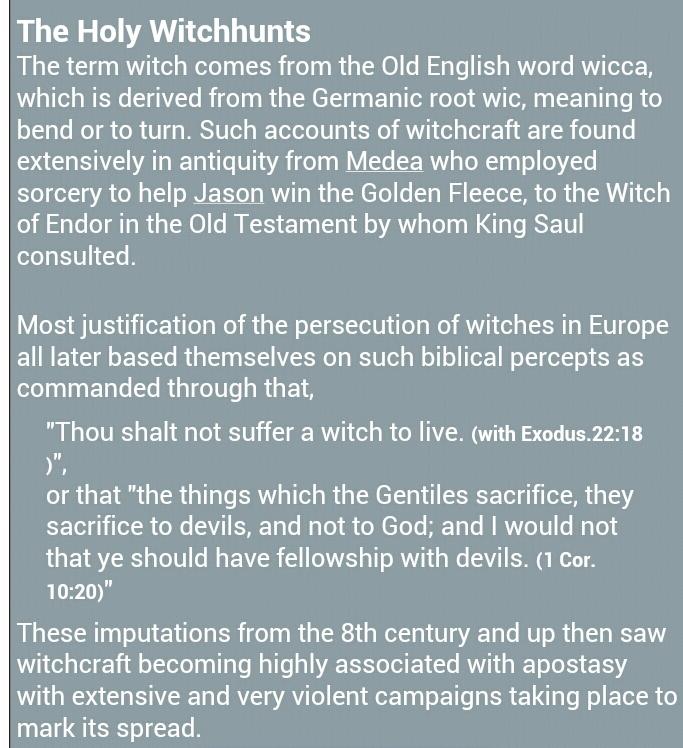 The Holy Witchhunts
The term witch comes from the Old English word wicca,
which is derived from the Germanic root wic, meaning to
bend or to turn. Such accounts of witchcraft are found
extensively in antiquity from Medea who employed
sorcery to help Jason win the Golden Fleece, to the Witch
of Endor in the Old Testament by whom King Saul
consulted.
Most justification of the persecution of witches in Europe
all later based themselves on such biblical percepts as
commanded through that,
"Thou shalt not suffer a witch to live. (with Exodus.22:18
)",
or that "the things which the Gentiles sacrifice, they
sacrifice to devils, and not to God; and I would not
that ye should have fellowship with devils. (1 Cor.
10:20)"
These imputations from the 8th century and up then saw
witchcraft becoming highly associated with apostasy
with extensive and very violent campaigns taking place to
mark its spread.